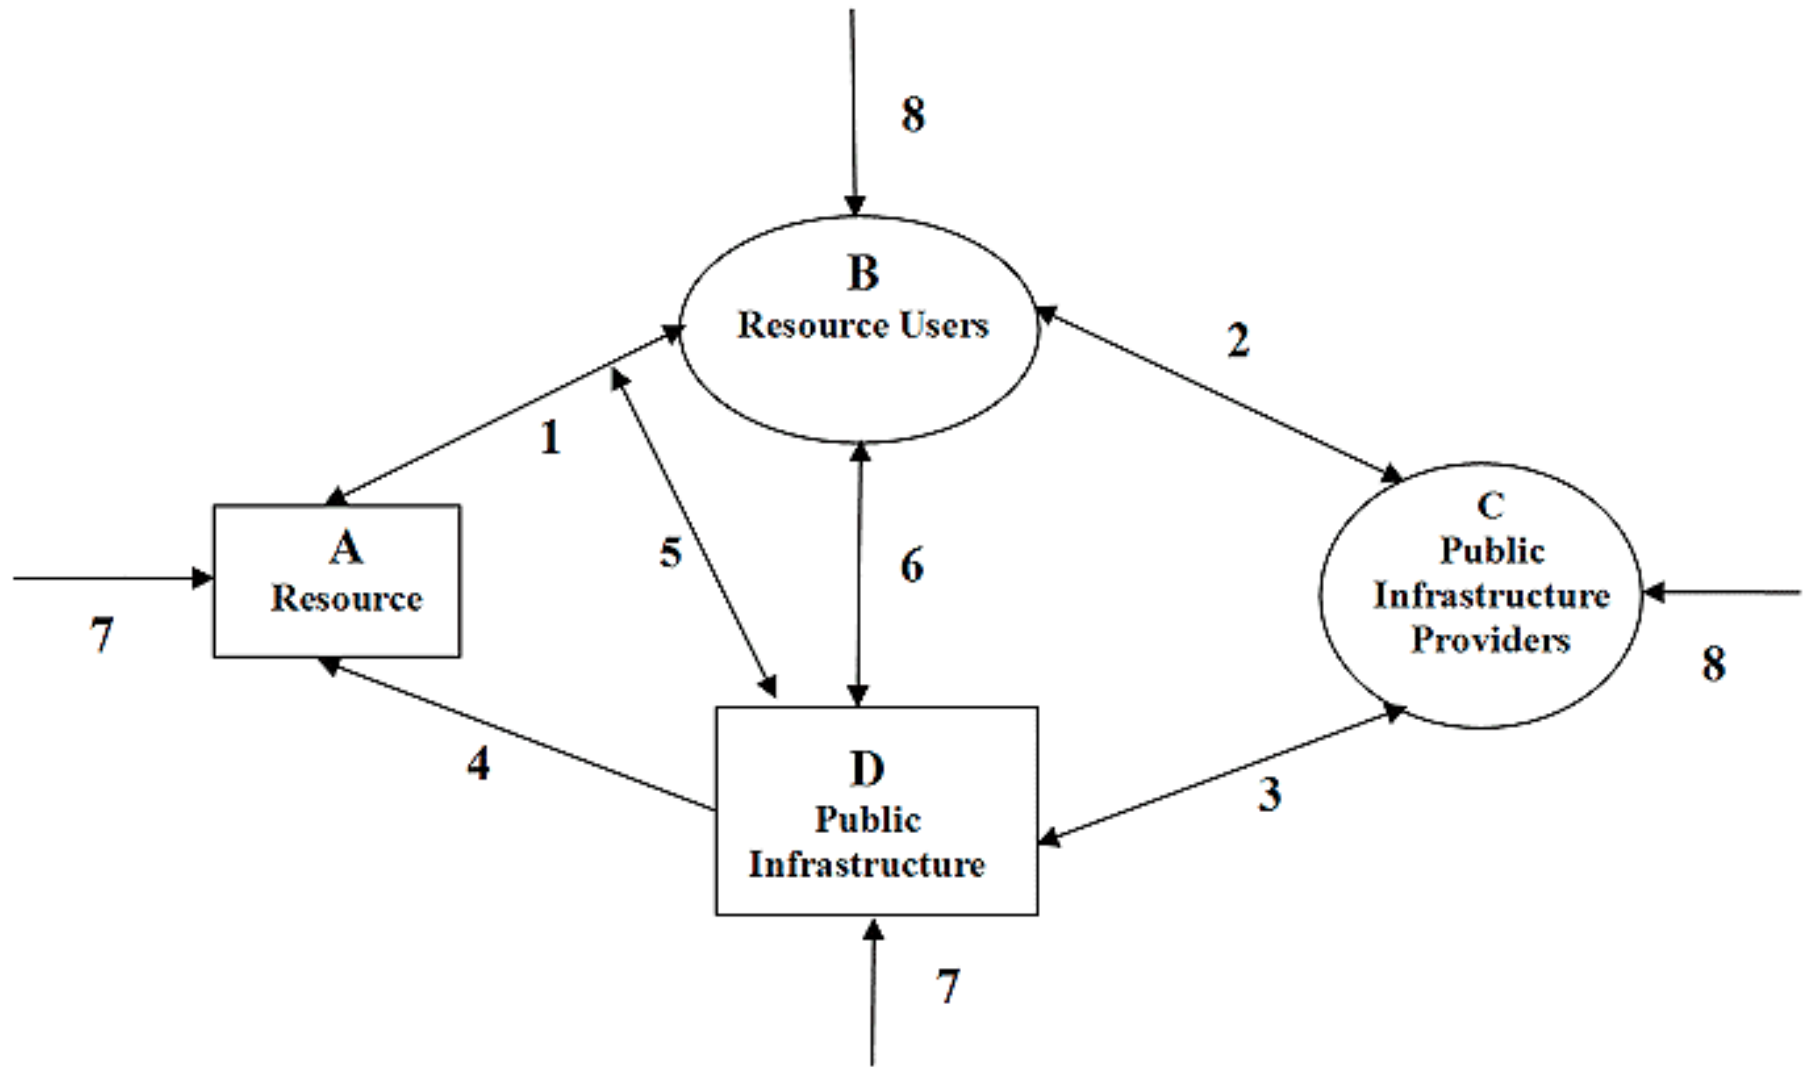 8
B
Resource Users
2
1
C
Public
Infrastructure
Providers
A
Resource
5
6
7
8
4
D
Public
Infrastructure
3
7